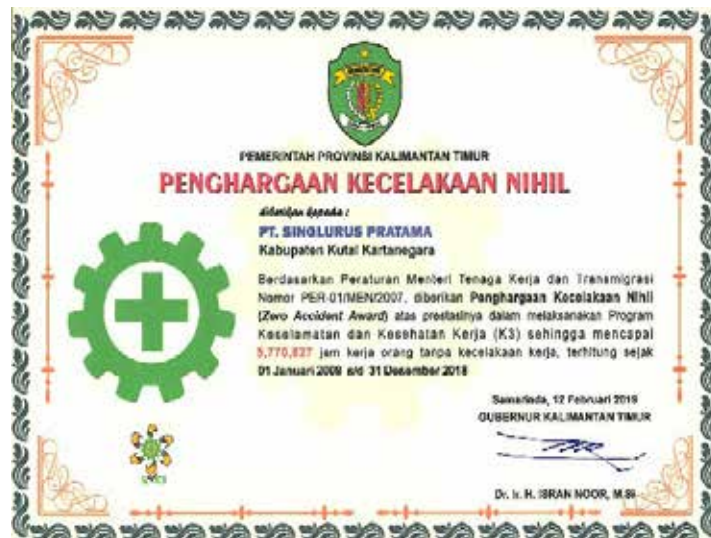 PEMERINTAH PROVINSI KALIMANTAN TIMUR
PENGHARGAAN KECELAKAAN NIHIL
diberikan kepada :
PT. SINGLURUS PRATAMA
Kabupaten Kutai Kartanegara
Berdasarkan Peraturan Menteri Tenaga Kerja dan Transmigrasi
Nomor PER-01/MEN/2007, diberikan Penghargaan Kecelakaan Nihil
(Zero Accident Award) atas prestasinya dalam melaksanakan Program
Keselamatan dan Kesehatan Kerja (K3) sehingga mencapai
5,770,827 jam kerja orang tanpa kecelakaan kerja, terhitung sejak
01 Januari 2009 s/d 31 Desember 2018
Samarinda, 12 Februari 2019
GUBERNUR KALIMANTAN TIMUR
Dr. Ir. H. ISRAN NOOR, M.Si